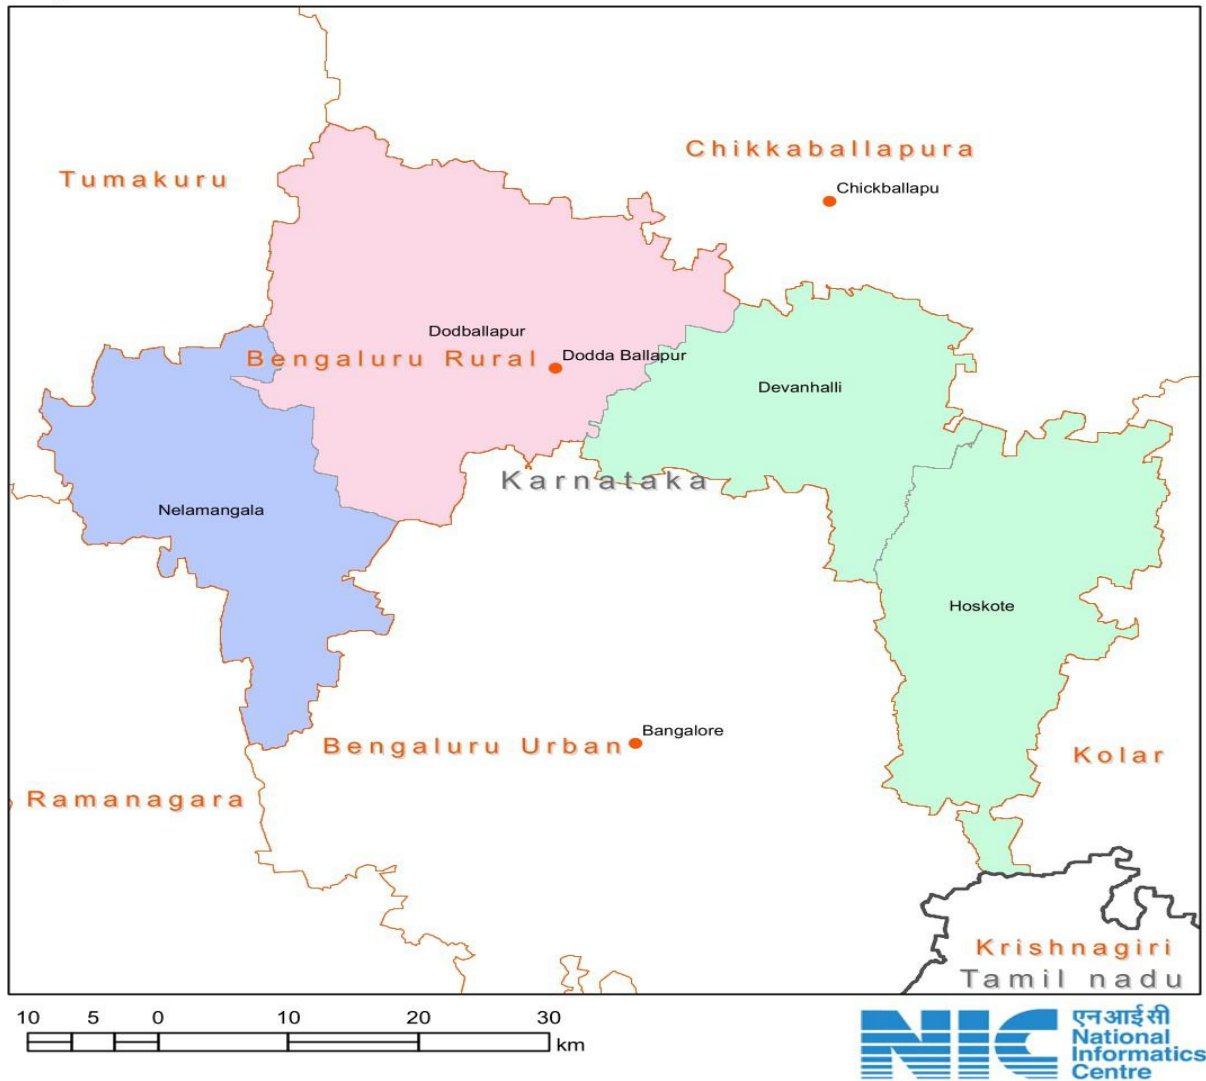 Chikkaballapura
Tumakuru
Chickballapu
Dodballapur
Bengaluru Rural
Dodda Ballapur
Devanhalli
Karnataka
Nelamangala
Hoskote
Bangalore
Bengaluru Urban
Kolar
Ramanagara
Krishnagiri
Tamil nadu
10 5 0 10 20 30
km
NIC
एनआईसी
National
Informatics
Centre